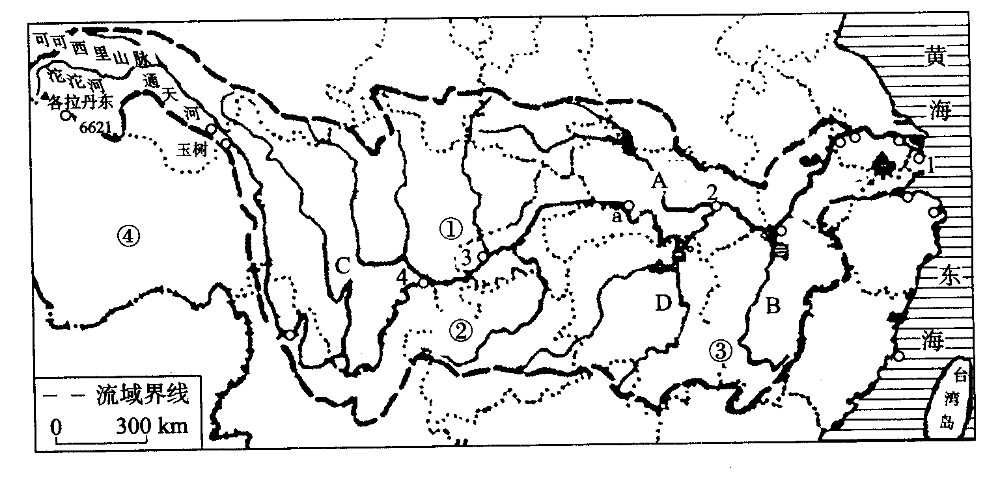 可可西里山脉
沱沱河
通天河
各拉丹东
6621
玉树
黄海
东海
台湾岛
A
B
C
D
a
1
2
3
4
①
②
③
④
流域界线
0 300 km